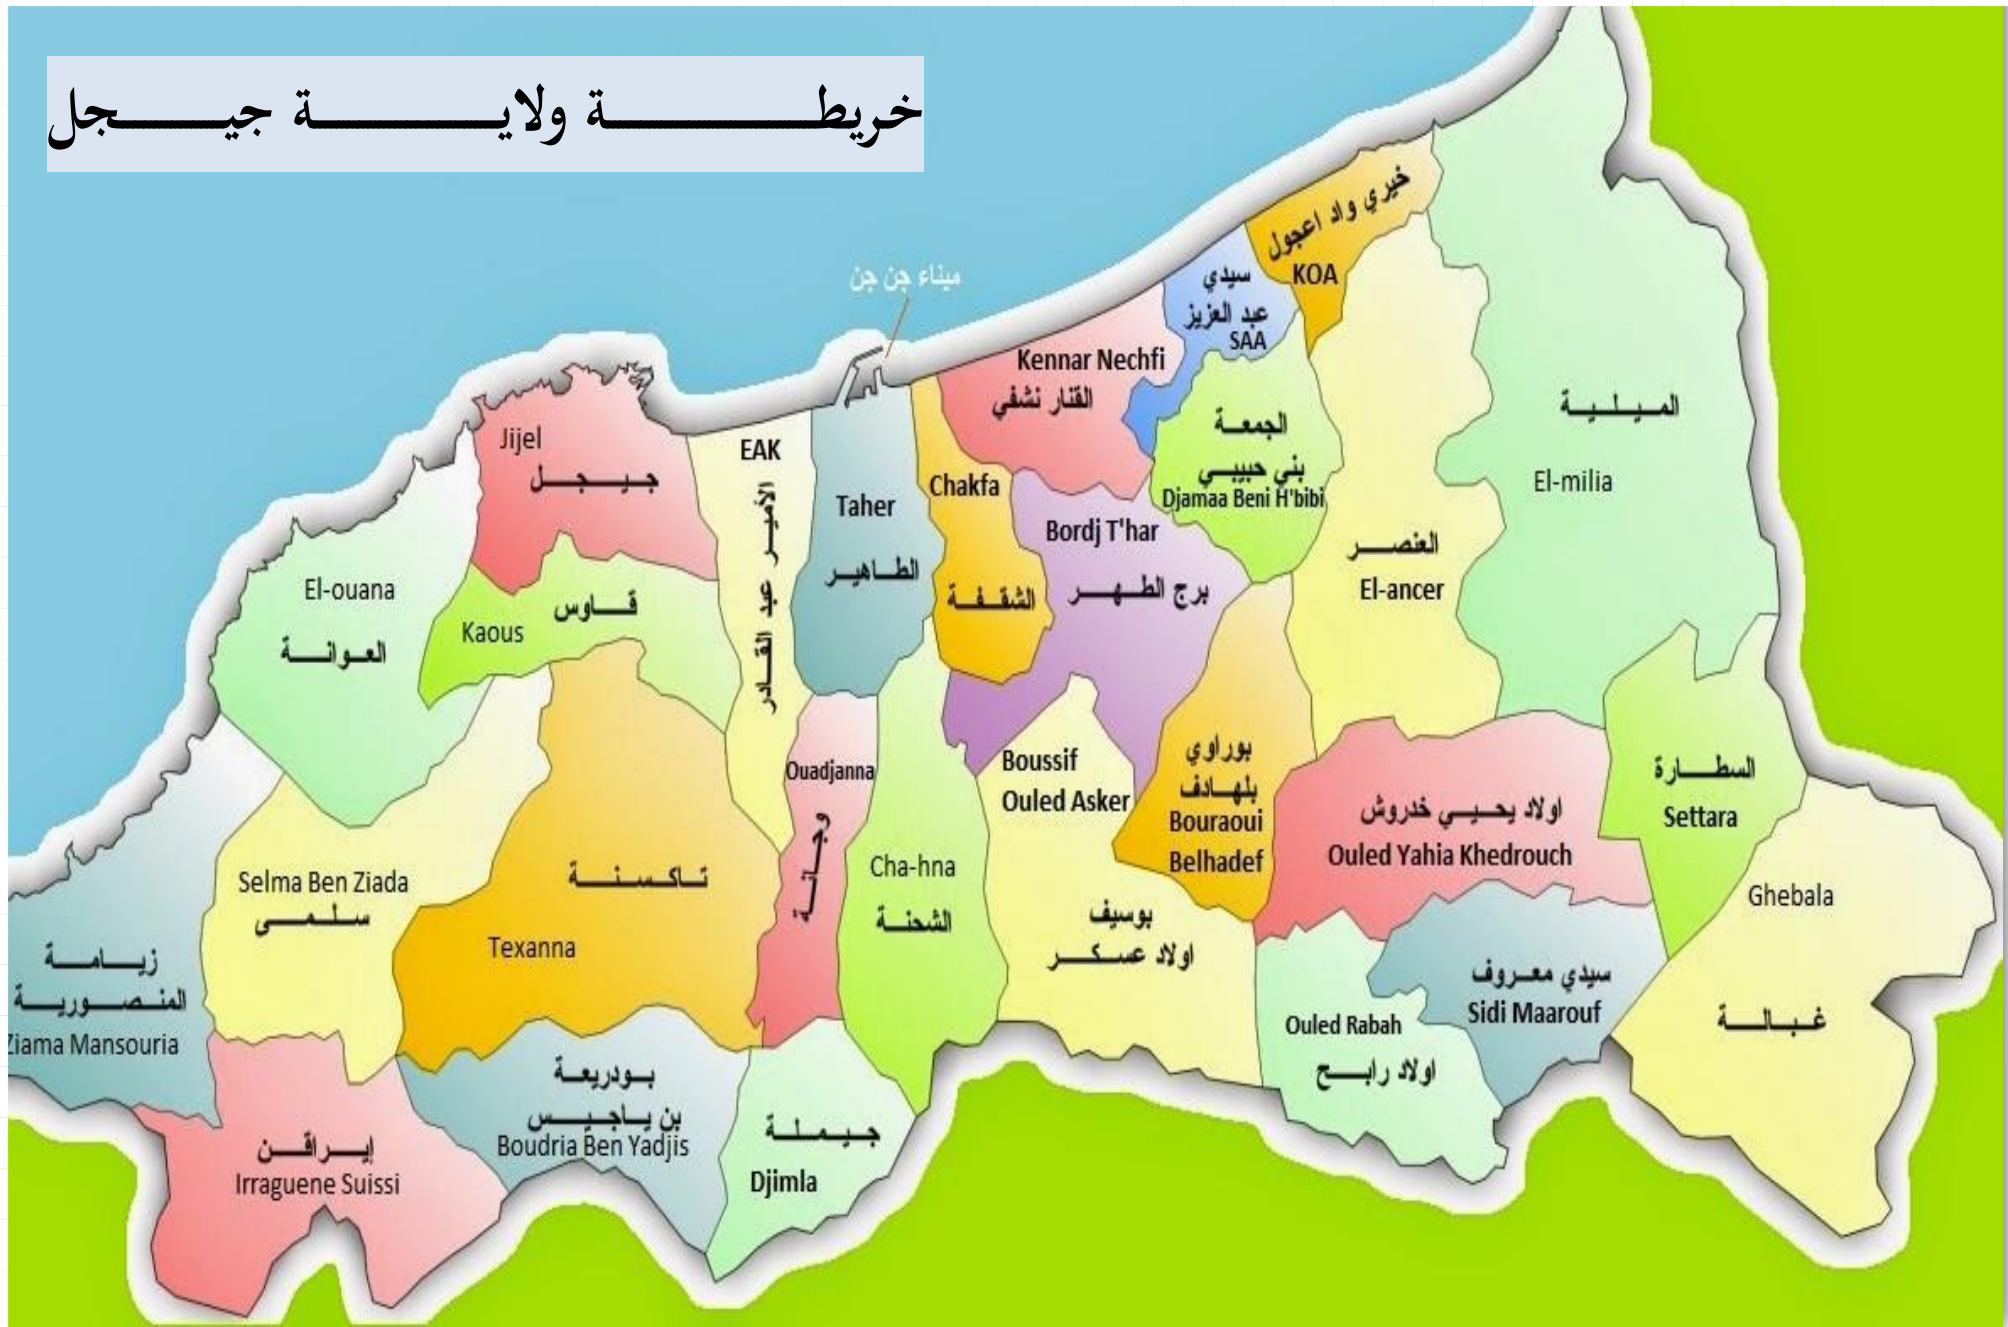 خريطة ولاية جيجل
ميناء جن جن
خيري واد اعجول
KOA
سيدي
عبد العزيز
SAA
Kennar Nechfi
القنار نشفي
الجمعة
بني حبيبي
Djamaa Beni H'bibi
الميلية
El-milia
العنصر
El-ancer
Jijel
جيجل
EAK
الأمير عبد القادر
Taher
الطاهير
Chakfa
الشقفة
Bordj T'har
برج الطهر
El-ouana
العوانة
قاوس
Kaous
Ouadjanna
وجانة
Boussif
Ouled Asker
بوسيف
اولاد عسكر
بوراوي
بلهادف
Bouraoui
Belhadef
اولاد يحيي خدروش
Ouled Yahia Khedrouch
السطارة
Settara
Selma Ben Ziada
سلمى
تاكسنة
Texanna
Cha-hna
الشحنة
Ghebala
غبالة
زيامة
المنصورية
Ziama Mansouria
سيدي معروف
Sidi Maarouf
Ouled Rabah
اولاد رابح
إيراقن
Irraguene Suissi
بودريعة
بن ياجيس
Boudria Ben Yadjis
جيملة
Djimla